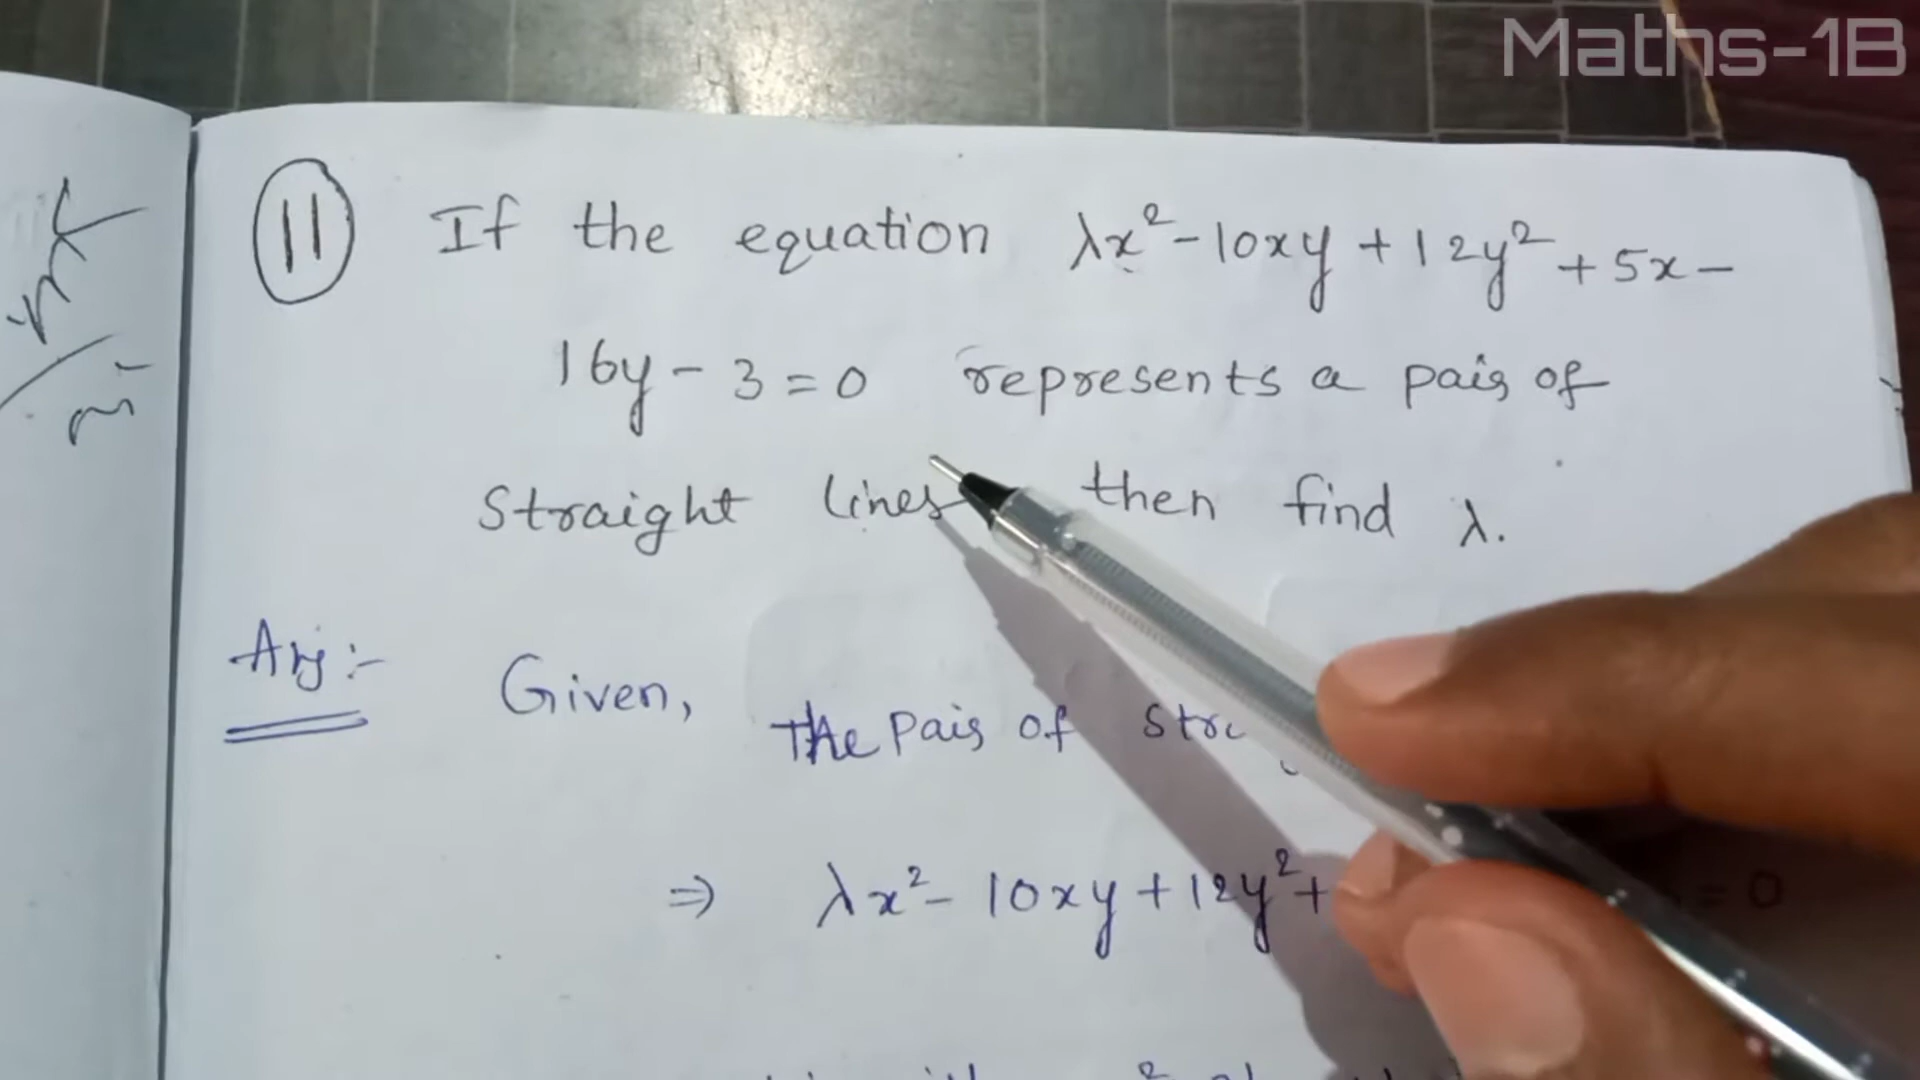 Maths-1B
11 If the equation λx² - 10xy + 12y² + 5x -
16y - 3 = 0 represents a pair of
Straight lines then find λ.
Ans:- Given,
The Pair of
⇒ λx² - 10xy + 12y² + = 0